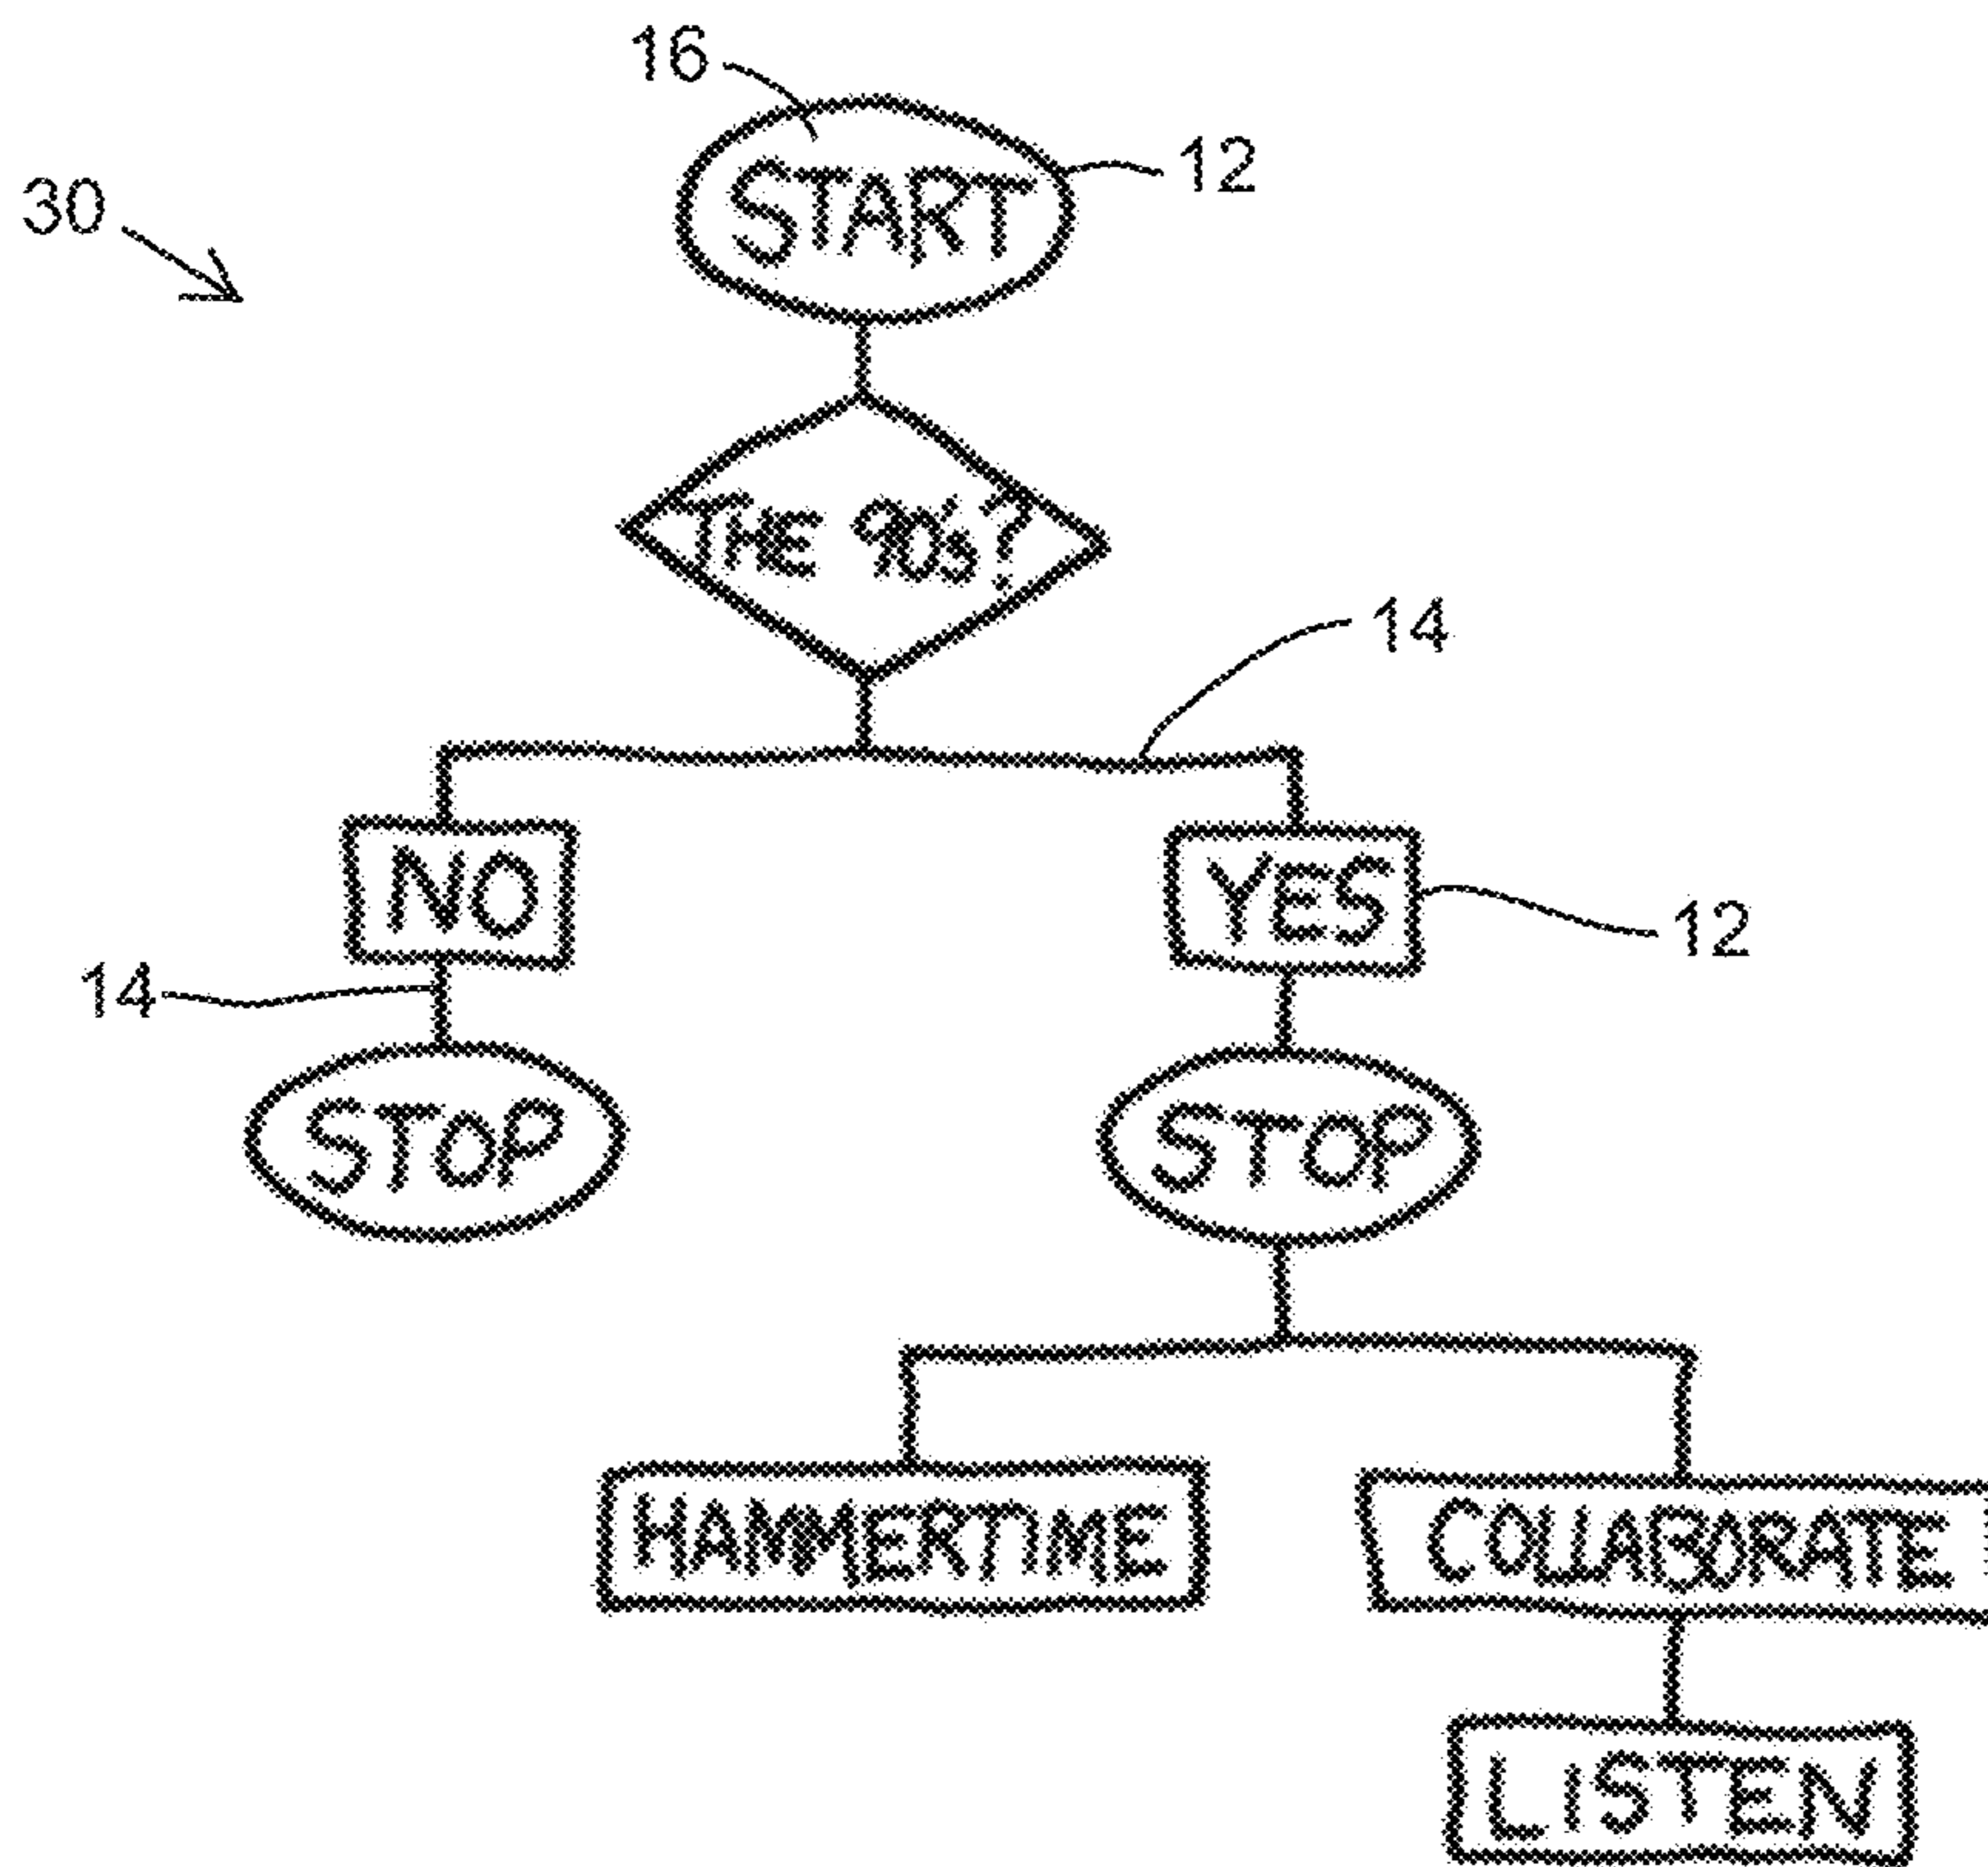 16
12
30
START
THE 90's?
14
NO
YES
12
14
STOP
STOP
HAMMERTIME
COLLABORATE
LISTEN